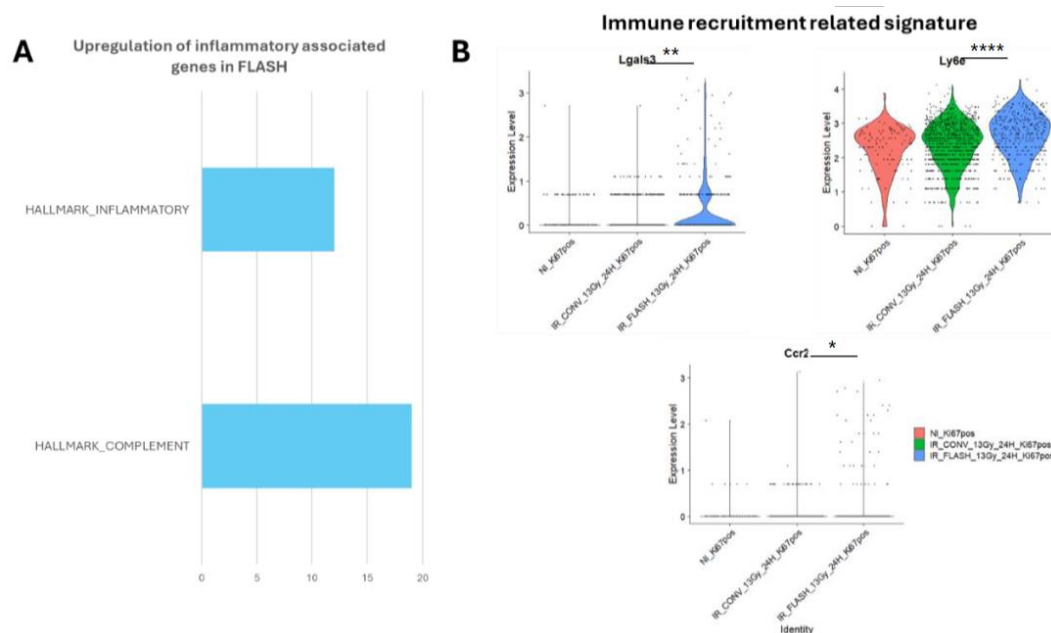 Immune recruitment related signature
A
Upregulation of inflammatory associated
genes in FLASH
HALLMARK_INFLAMMATORY
HALLMARK_COMPLEMENT
0 5 10 15 20
B
**
Lgals3
Expression Level
3
2
1
0
NI_Ki67pos
IR_CONV_13Gy_24H_Ki67pos
IR_FLASH_13Gy_24H_Ki67pos
****
Ly6e
Expression Level
4
3
2
1
0
NI_Ki67pos
IR_CONV_13Gy_24H_Ki67pos
IR_FLASH_13Gy_24H_Ki67pos
*
Ccr2
Expression Level
3
2
1
0
NI_Ki67pos
IR_CONV_13Gy_24H_Ki67pos
IR_FLASH_13Gy_24H_Ki67pos
Identity
NI_Ki67pos
IR_CONV_13Gy_24H_Ki67pos
IR_FLASH_13Gy_24H_Ki67pos